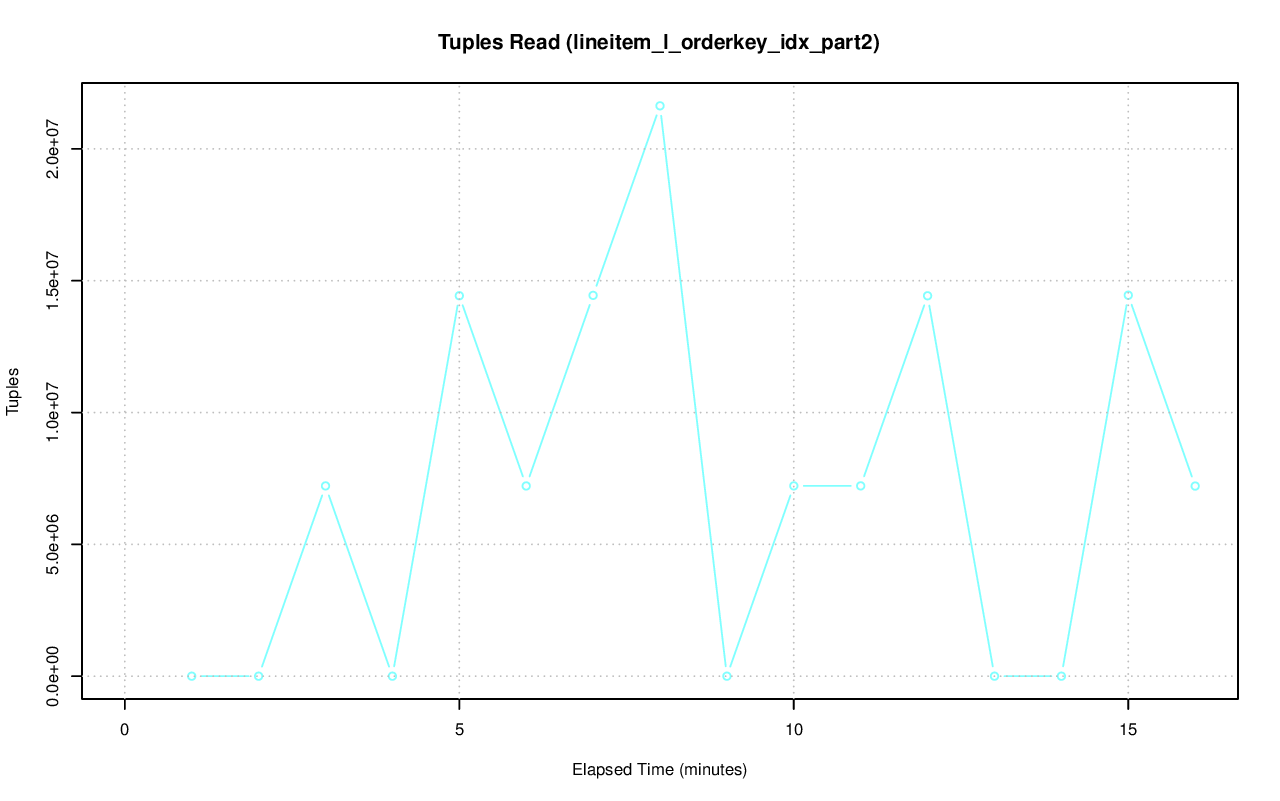 Tuples Read (lineitem_l_orderkey_idx_part2)
2.0e+07
1.5e+07
1.0e+07
5.0e+06
0.0e+00
Tuples
0 5 10 15
Elapsed Time (minutes)